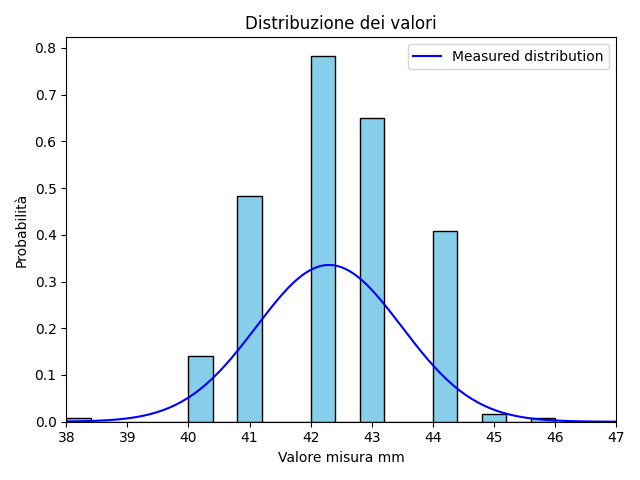 Distribuzione dei valori
Measured distribution
0.8
0.7
0.6
0.5
0.4
0.3
0.2
0.1
0.0
Probabilità
38 39 40 41 42 43 44 45 46 47
Valore misura mm